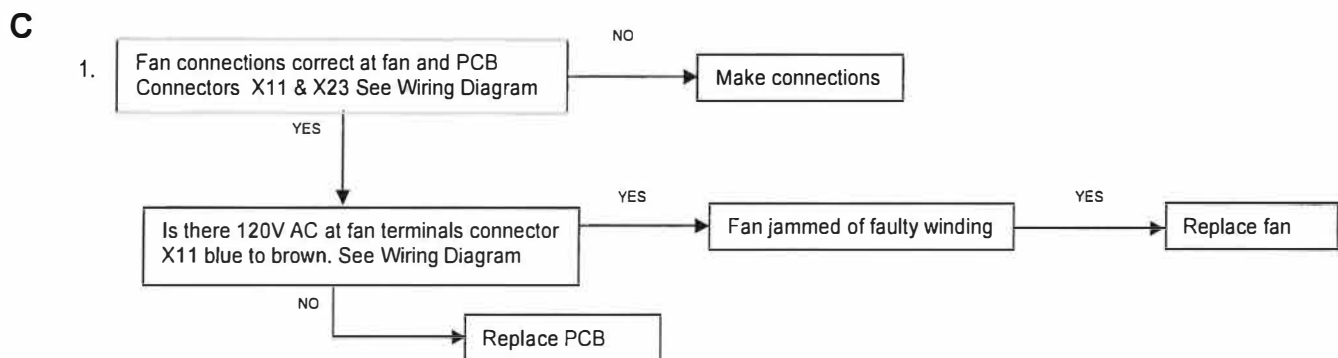 C
1.
Fan connections correct at fan and PCB
Connectors X11 & X23 See Wiring Diagram
NO
Make connections
YES
Is there 120V AC at fan terminals connector
X11 blue to brown. See Wiring Diagram
YES
Fan jammed of faulty winding
YES
Replace fan
NO
Replace PCB